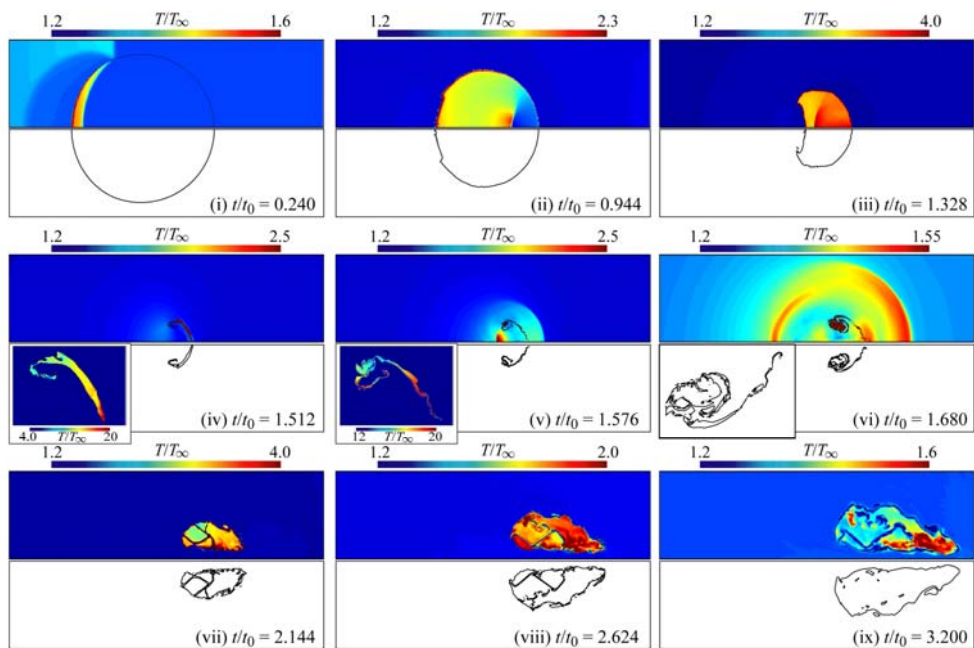 1.2 T/T∞ 1.6
1.2 T/T∞ 2.3
1.2 T/T∞ 4.0
(i) t/t0 = 0.240
(ii) t/t0 = 0.944
(iii) t/t0 = 1.328
1.2 T/T∞ 2.5
1.2 T/T∞ 2.5
1.2 T/T∞ 1.55
4.0 T/T∞ 20
(iv) t/t0 = 1.512
12 T/T∞ 20
(v) t/t0 = 1.576
(vi) t/t0 = 1.680
1.2 T/T∞ 4.0
1.2 T/T∞ 2.0
1.2 T/T∞ 1.6
(vii) t/t0 = 2.144
(viii) t/t0 = 2.624
(ix) t/t0 = 3.200